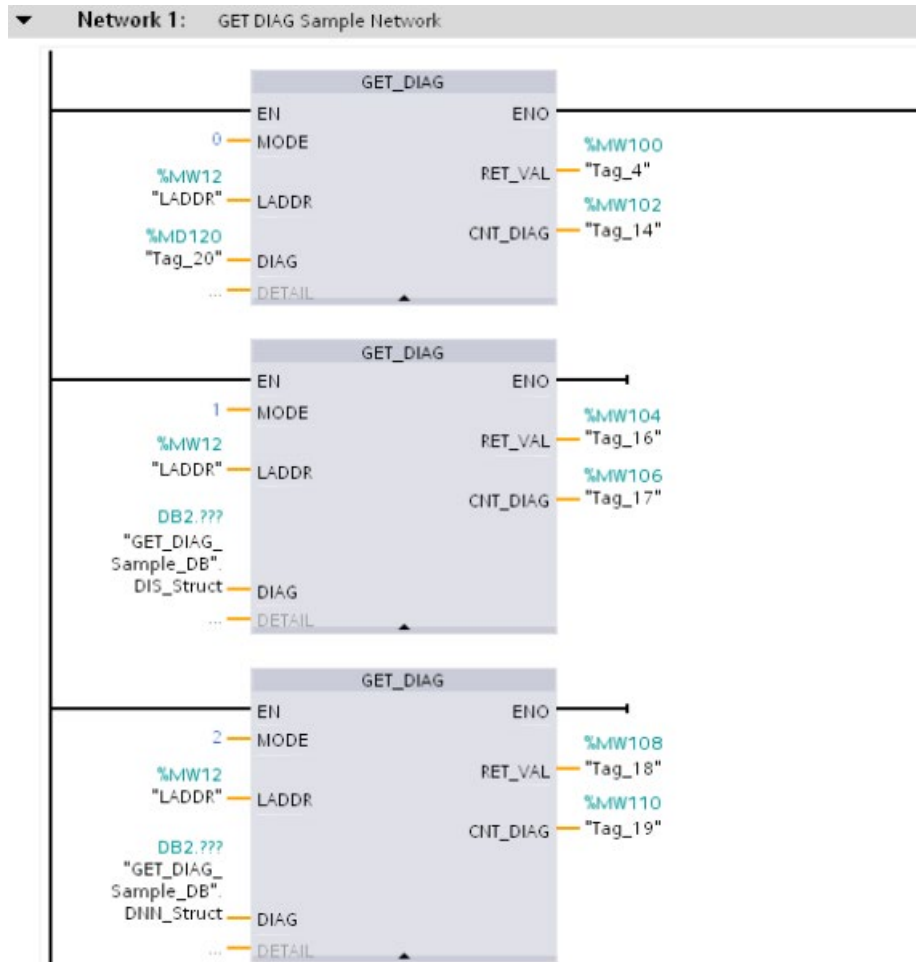 Network 1: GET DIAG Sample Network
GET_DIAG
EN ENO
0 MODE
%MW100
RET_VAL "Tag_4"
%MW12
"LADDR" LADDR
%MW102
CNT_DIAG "Tag_14"
%MD120
"Tag_20" DIAG
... DETAIL
GET_DIAG
EN ENO
1 MODE
%MW104
RET_VAL "Tag_16"
%MW12
"LADDR" LADDR
%MW106
CNT_DIAG "Tag_17"
DB2.???
"GET_DIAG_
Sample_DB".
DIS_Struct DIAG
... DETAIL
GET_DIAG
EN ENO
2 MODE
%MW108
RET_VAL "Tag_18"
%MW12
"LADDR" LADDR
%MW110
CNT_DIAG "Tag_19"
DB2.???
"GET_DIAG_
Sample_DB".
DNN_Struct DIAG
... DETAIL